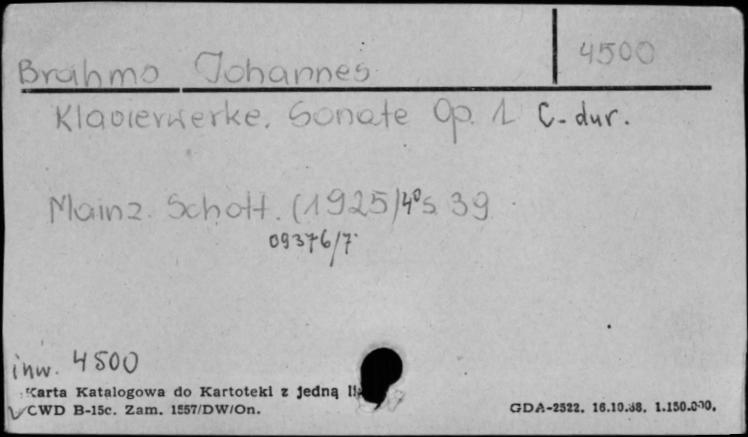 Brahms Johannes 4500
Klavierwerke. Sonate Op. 1 C-dur.
Mainz. Schott. (1925) 4° s. 39
09376/7
inw. 4500
Karta Katalogowa do Kartoteki z jedną
CWD B-15c. Zam. 1557/DW/On. GDA-2522. 16.10.38. 1.150.000.